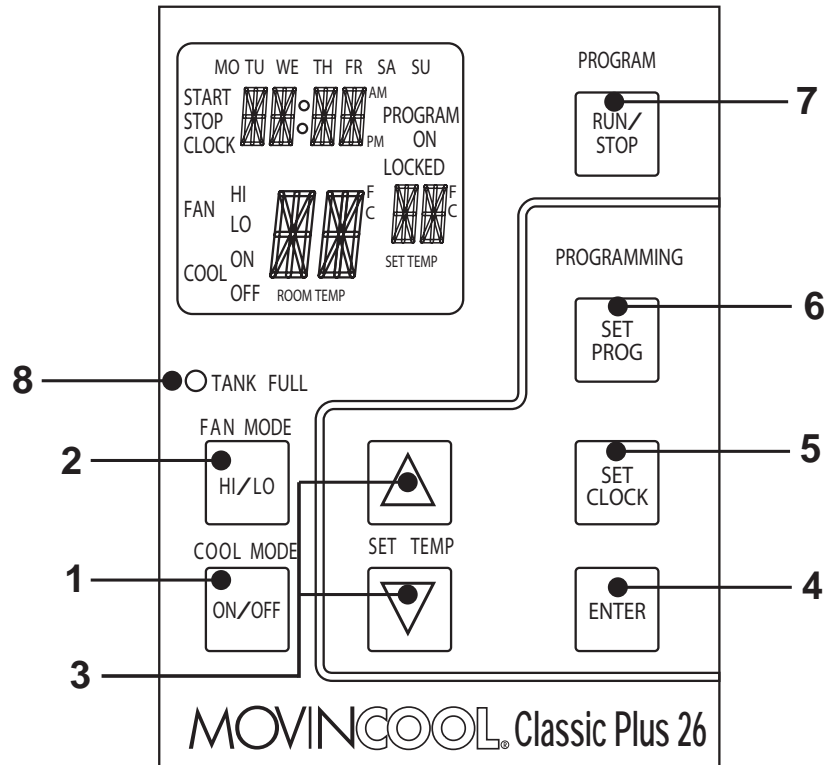 MO TU WE TH FR SA SU
START
STOP
CLOCK
AM
PM
PROGRAM
ON
LOCKED
FAN
HI
LO
COOL
ON
OFF
F
C
ROOM TEMP
F
C
SET TEMP
PROGRAM
RUN/
STOP
7
PROGRAMMING
SET
PROG
6
8
TANK FULL
FAN MODE
2
HI/LO
SET
CLOCK
5
COOL MODE
SET TEMP
1
ON/OFF
ENTER
4
3
MOVINCOOL® Classic Plus 26